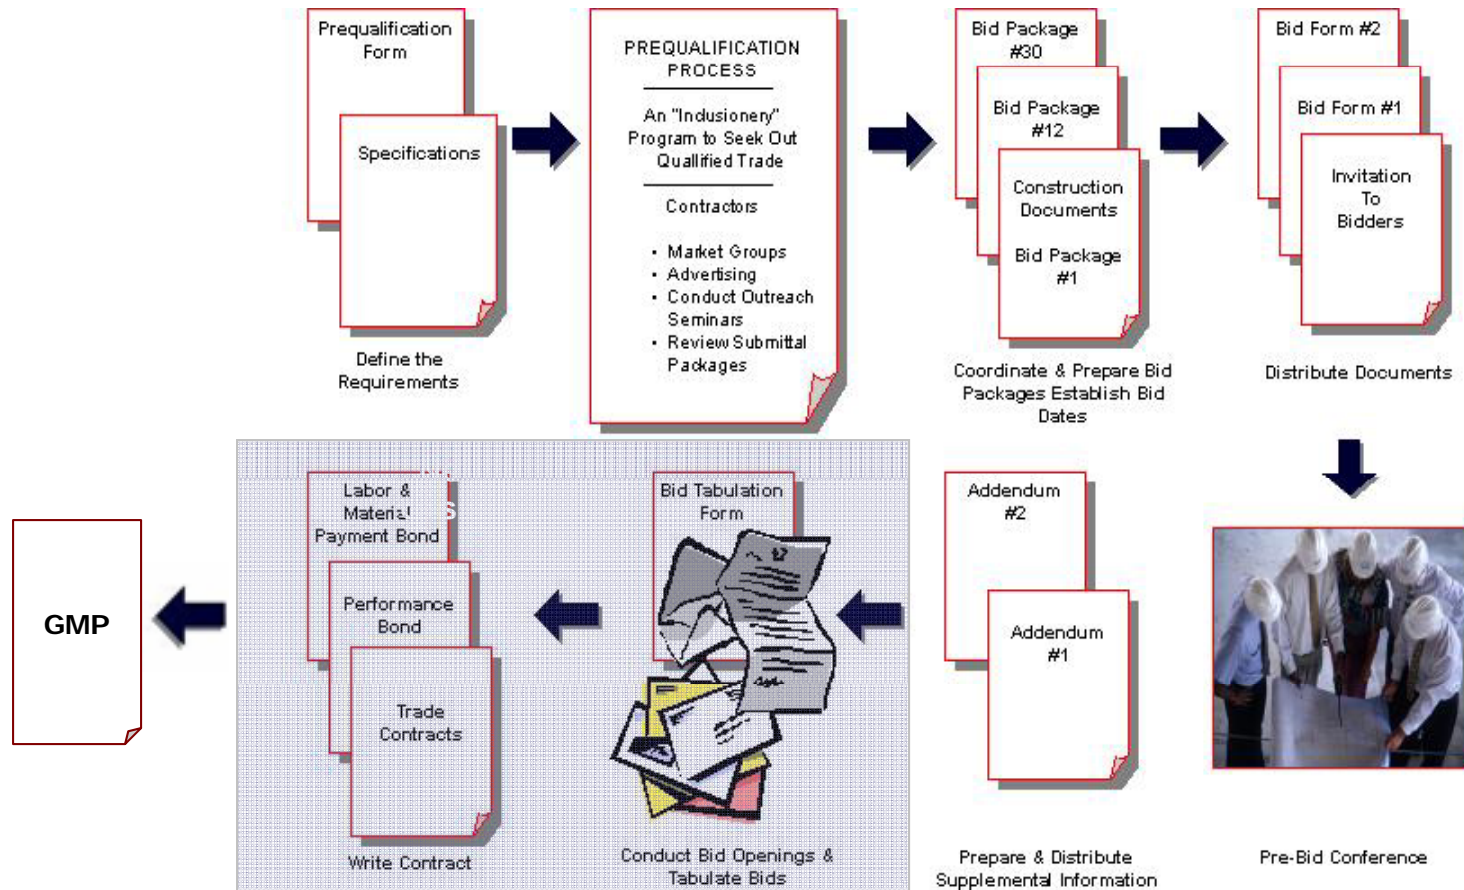 Prequalification
Form
Specifications
Define the
Requirements
PREQUALIFICATION
PROCESS
An "Indusionery"
Program to Seek Out
Quallified Trade
Contractors
• Market Groups
• Advertising
• Conduct Outreach
Seminars
• Review Submittal
Packages
Bid Package
#30
Bid Package
#12
Construction
Documents
Bid Package
#1
Coordinate & Prepare Bid
Packages Establish Bid
Dates
Bid Form #2
Bid Form #1
Invitation
To
Bidders
Distribute Documents
Pre-Bid Conference
Addendum
#2
Addendum
#1
Prepare & Distribute
Supplemental Information
Bid Tabulation
Form
Conduct Bid Openings &
Tabulate Bids
Labor &
Material
Payment Bond
Performance
Bond
Trade
Contracts
Write Contract
GMP